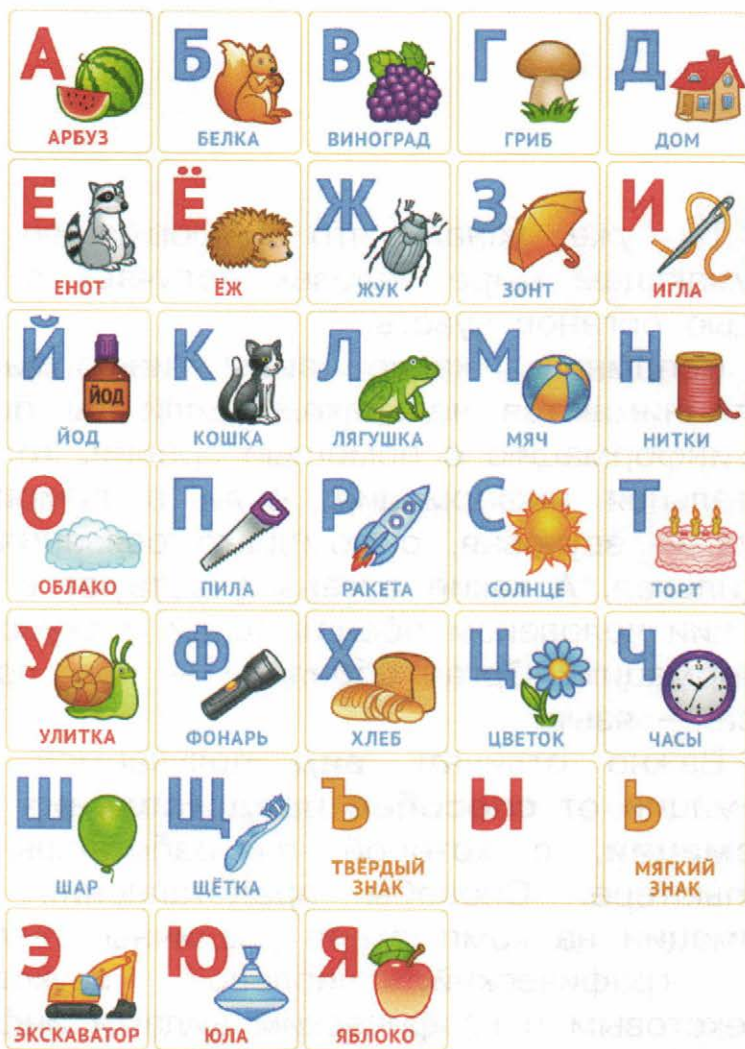 А Б В Г Д
АРБУЗ БЕЛКА ВИНОГРАД ГРИБ ДОМ
Е Ё Ж З И
ЕНОТ ЁЖ ЖУК ЗОНТ ИГЛА
Й К Л М Н
ЙОД
ЙОД КОШКА ЛЯГУШКА МЯЧ НИТКИ
О П Р С Т
ОБЛАКО ПИЛА РАКЕТА СОЛНЦЕ ТОРТ
У Ф Х Ц Ч
УЛИТКА ФОНАРЬ ХЛЕБ ЦВЕТОК ЧАСЫ
Ш Щ Ъ Ы Ь
ШАР ЩЁТКА ТВЁРДЫЙ МЯГКИЙ
ЗНАК ЗНАК
Э Ю Я
ЭКСКАВАТОР ЮЛА ЯБЛОКО